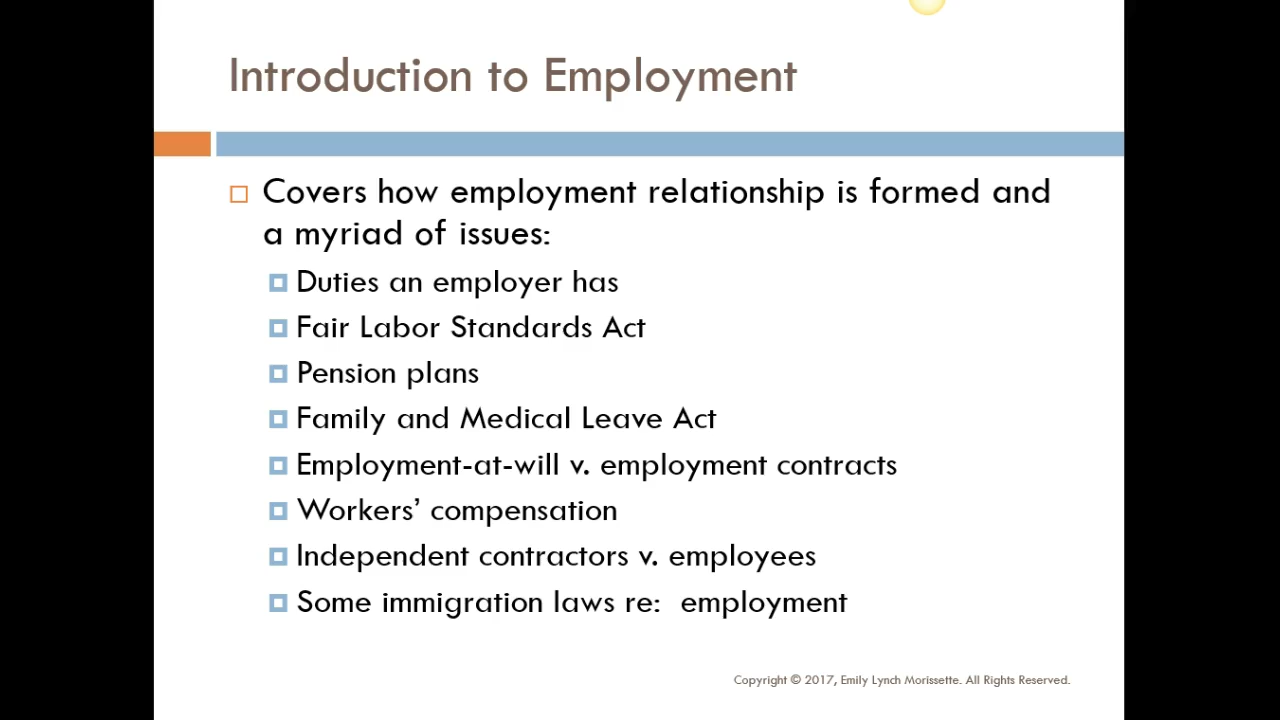 Introduction to Employment
Covers how employment relationship is formed and
a myriad of issues:
Duties an employer has
Fair Labor Standards Act
Pension plans
Family and Medical Leave Act
Employment-at-will v. employment contracts
Workers’ compensation
Independent contractors v. employees
Some immigration laws re:  employment
Copyright © 2017, Emily Lynch Morissette. All Rights Reserved.